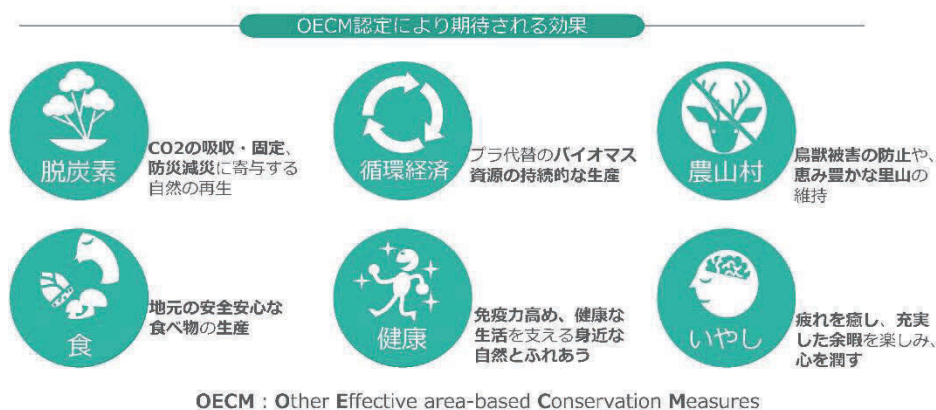 OECM認定により期待される効果
脱炭素
CO2の吸収・固定、
防災減災に寄与する
自然の再生
循環経済
プラ代替のバイオマス
資源の持続的な生産
農山村
鳥獣被害の防止や、
恵み豊かな里山の
維持
食
地元の安全安心な
食べ物の生産
健康
免疫力高め、健康な
生活を支える身近な
自然とふれあう
いやし
疲れを癒し、充実
した余暇を楽しみ、
心を潤す
OECM : Other Effective area-based Conservation Measures